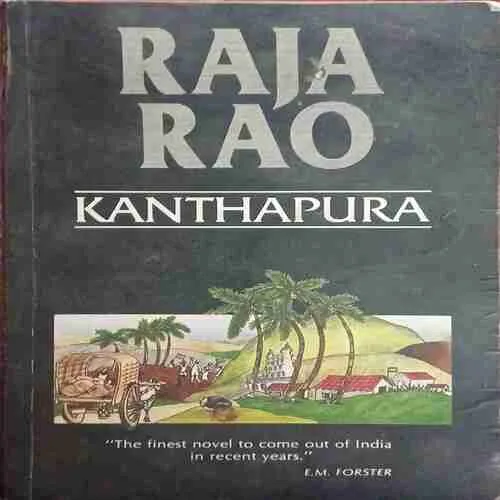 RAJA
RAO
KANTHAPURA
"The finest novel to come out of India
in recent years."
E.M. FORSTER